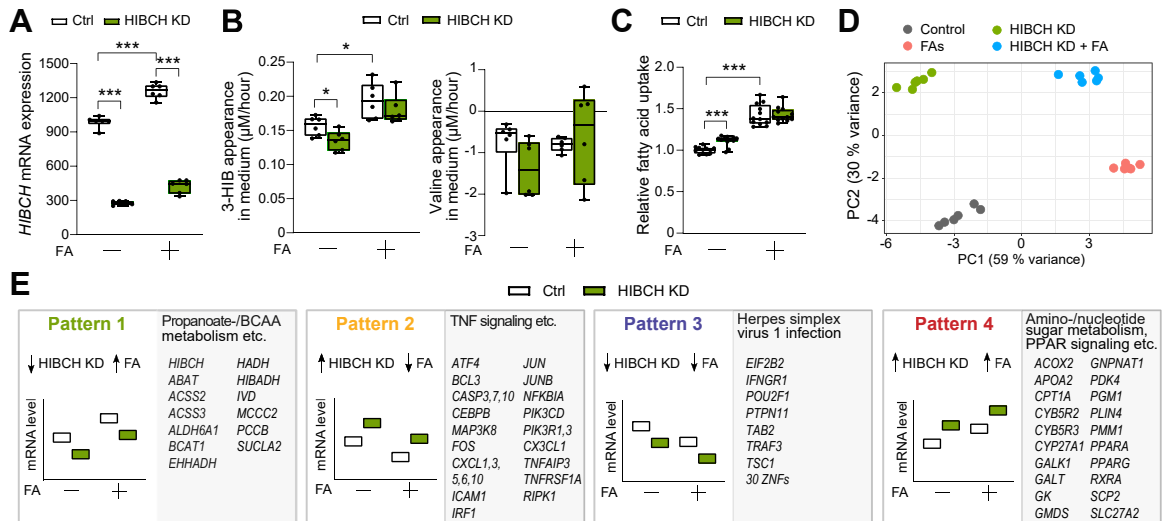 A
Ctrl HIBCH KD
HIBCH mRNA expression
1500
1200
900
600
300
0
***
***
***
FA — +
B
Ctrl HIBCH KD
3-HIB appearance
in medium (µM/hour)
0.25
0.20
0.15
0.10
0.05
0
*
*
FA — +
Valine appearance
in medium (µM/hour)
1
0
-1
-2
-3
— +
C
Ctrl HIBCH KD
Relative fatty acid uptake
2.0
1.5
1.0
0.5
0
***
***
FA — +
D
Control HIBCH KD
FAs HIBCH KD + FA
PC2 (30 % variance)
2
0
-2
-4
-6 -3 0 3
PC1 (59 % variance)
E
Ctrl HIBCH KD
Pattern 1
↓ HIBCH KD ↑ FA
mRNA level
FA — +
Propanoate-/BCAA
metabolism etc.
HIBCH HADH
ABAT HIBADH
ACSS2 IVD
ACSS3 MCCC2
ALDH6A1 PCCB
BCAT1 SUCLA2
EHHADH
Pattern 2
↑ HIBCH KD ↓ FA
mRNA level
FA — +
TNF signaling etc.
ATF4 JUN
BCL3 JUNB
CASP3,7,10 NFKBIA
CEBPB PIK3CD
MAP3K8 PIK3R1,3
FOS CX3CL1
CXCL1,3, TNFAIP3
5,6,10 TNFRSF1A
ICAM1 RIPK1
IRF1
Pattern 3
↓ HIBCH KD ↓ FA
mRNA level
FA — +
Herpes simplex
virus 1 infection
EIF2B2
IFNGR1
POU2F1
PTPN11
TAB2
TRAF3
TSC1
30 ZNFs
Pattern 4
↑ HIBCH KD ↑ FA
mRNA level
FA — +
Amino-/nucleotide
sugar metabolism,
PPAR signaling etc.
ACOX2 GNPNAT1
APOA2 PDK4
CPT1A PGM1
CYB5R2 PLIN4
CYB5R3 PMM1
CYP27A1 PPARA
GALK1 PPARG
GALT RXRA
GK SCP2
GMDS SLC27A2